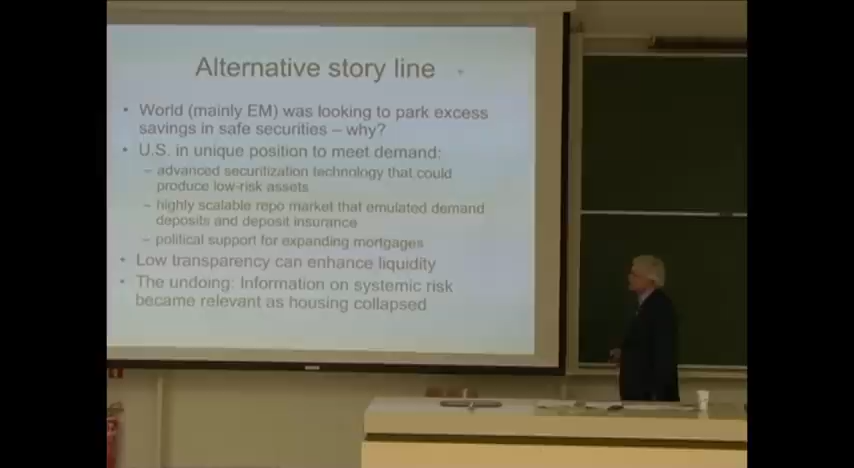 Alternative story line
• World (mainly EM) was looking to park excess
savings in safe securities – why?
• U.S. in unique position to meet demand:
– advanced securitization technology that could
produce low-risk assets
– highly scalable repo market that emulated demand
deposits and deposit insurance
– political support for expanding mortgages
• Low transparency can enhance liquidity
• The undoing: Information on systemic risk
became relevant as housing collapsed